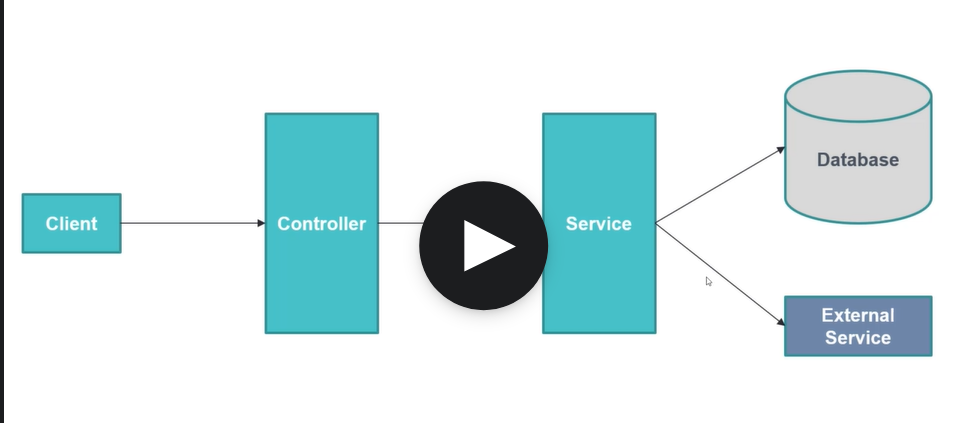 Client
Controller
Service
Database
External
Service